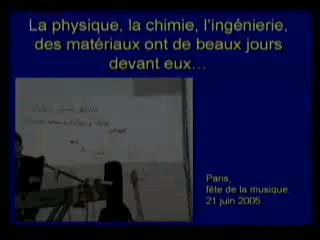 La physique, la chimie, l'ingénierie,
des matériaux ont de beaux jours
devant eux...
Paris,
fête de la musique,
21 juin 2005